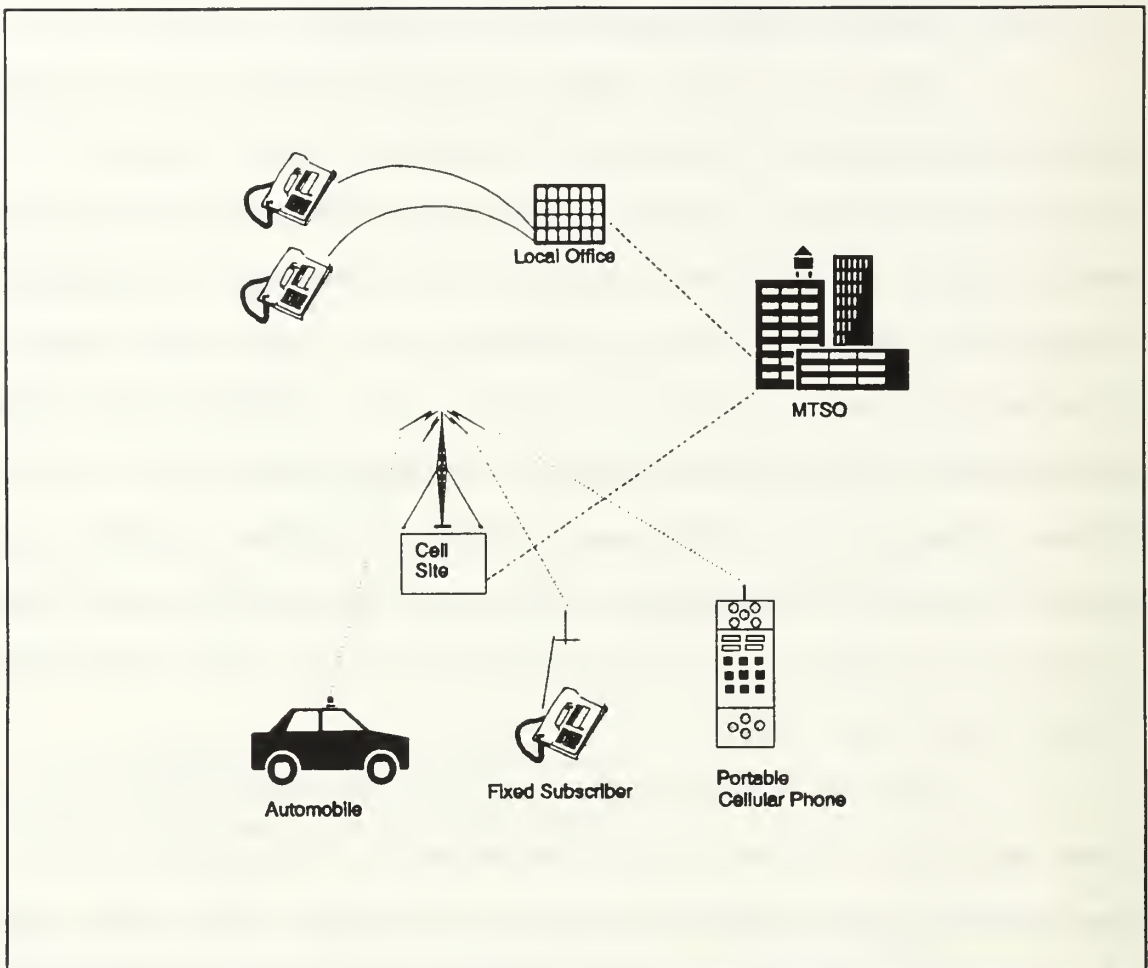 Local Office
MTSO
Cell
Site
Automobile
Fixed Subscriber
Portable
Cellular Phone